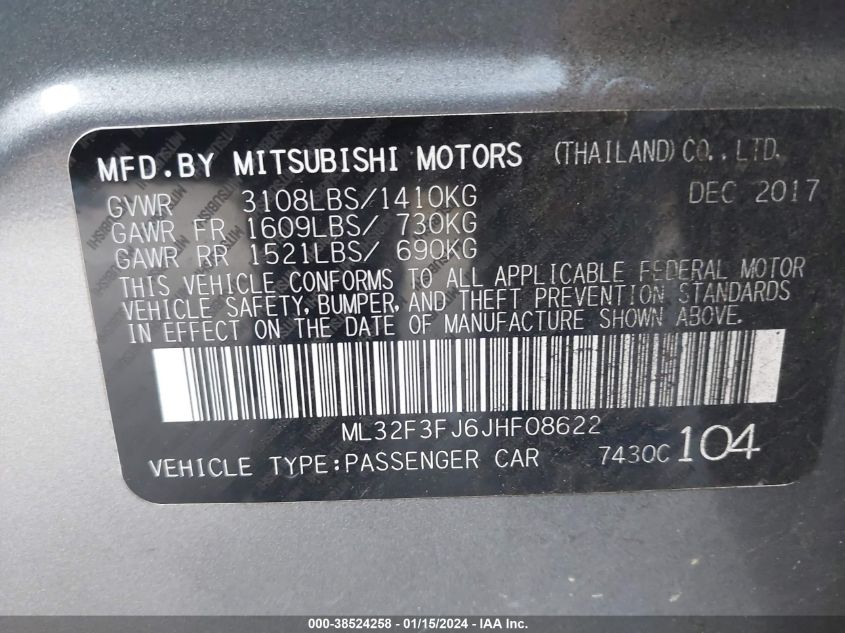 MFD.BY MITSUBISHI MOTORS (THAILAND)CO.,LTD.
GVWR 3108LBS/1410KG DEC 2017
GAWR FR 1609LBS/ 730KG
GAWR RR 1521LBS/ 690KG
THIS VEHICLE CONFORMS TO ALL APPLICABLE FEDERAL MOTOR
VEHICLE SAFETY, BUMPER, AND THEFT PREVENTION STANDARDS
IN EFFECT ON THE DATE OF MANUFACTURE SHOWN ABOVE.
ML32F3FJ6JHF08622
VEHICLE TYPE:PASSENGER CAR 7430C 104
000-38524258 - 01/15/2024 - IAAI US